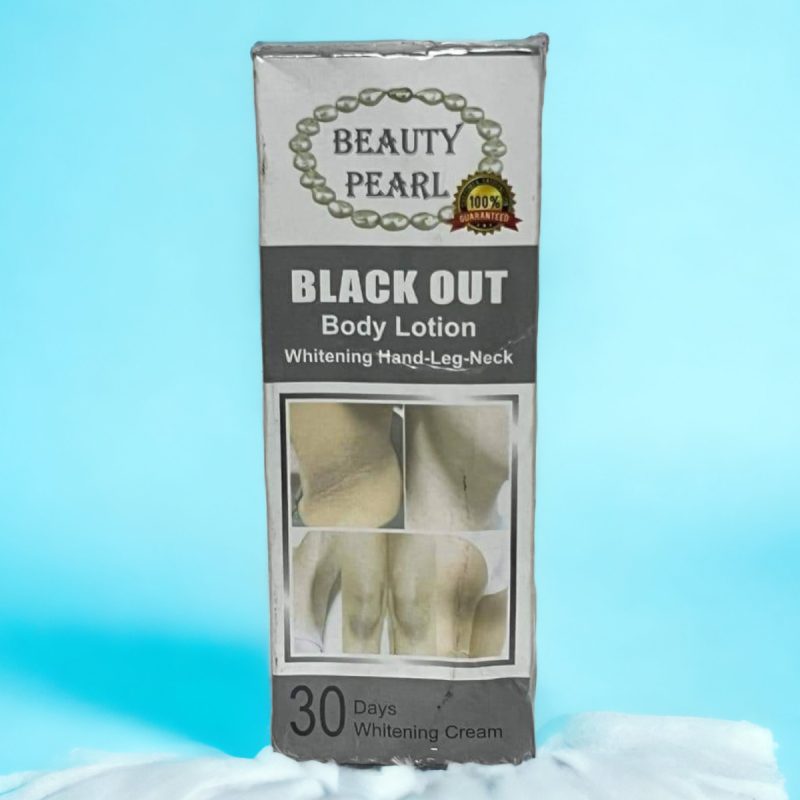 BEAUTY
PEARL
100%
GUARANTEED
BLACK OUT
Body Lotion
Whitening Hand-Leg-Neck
30 Days
Whitening Cream